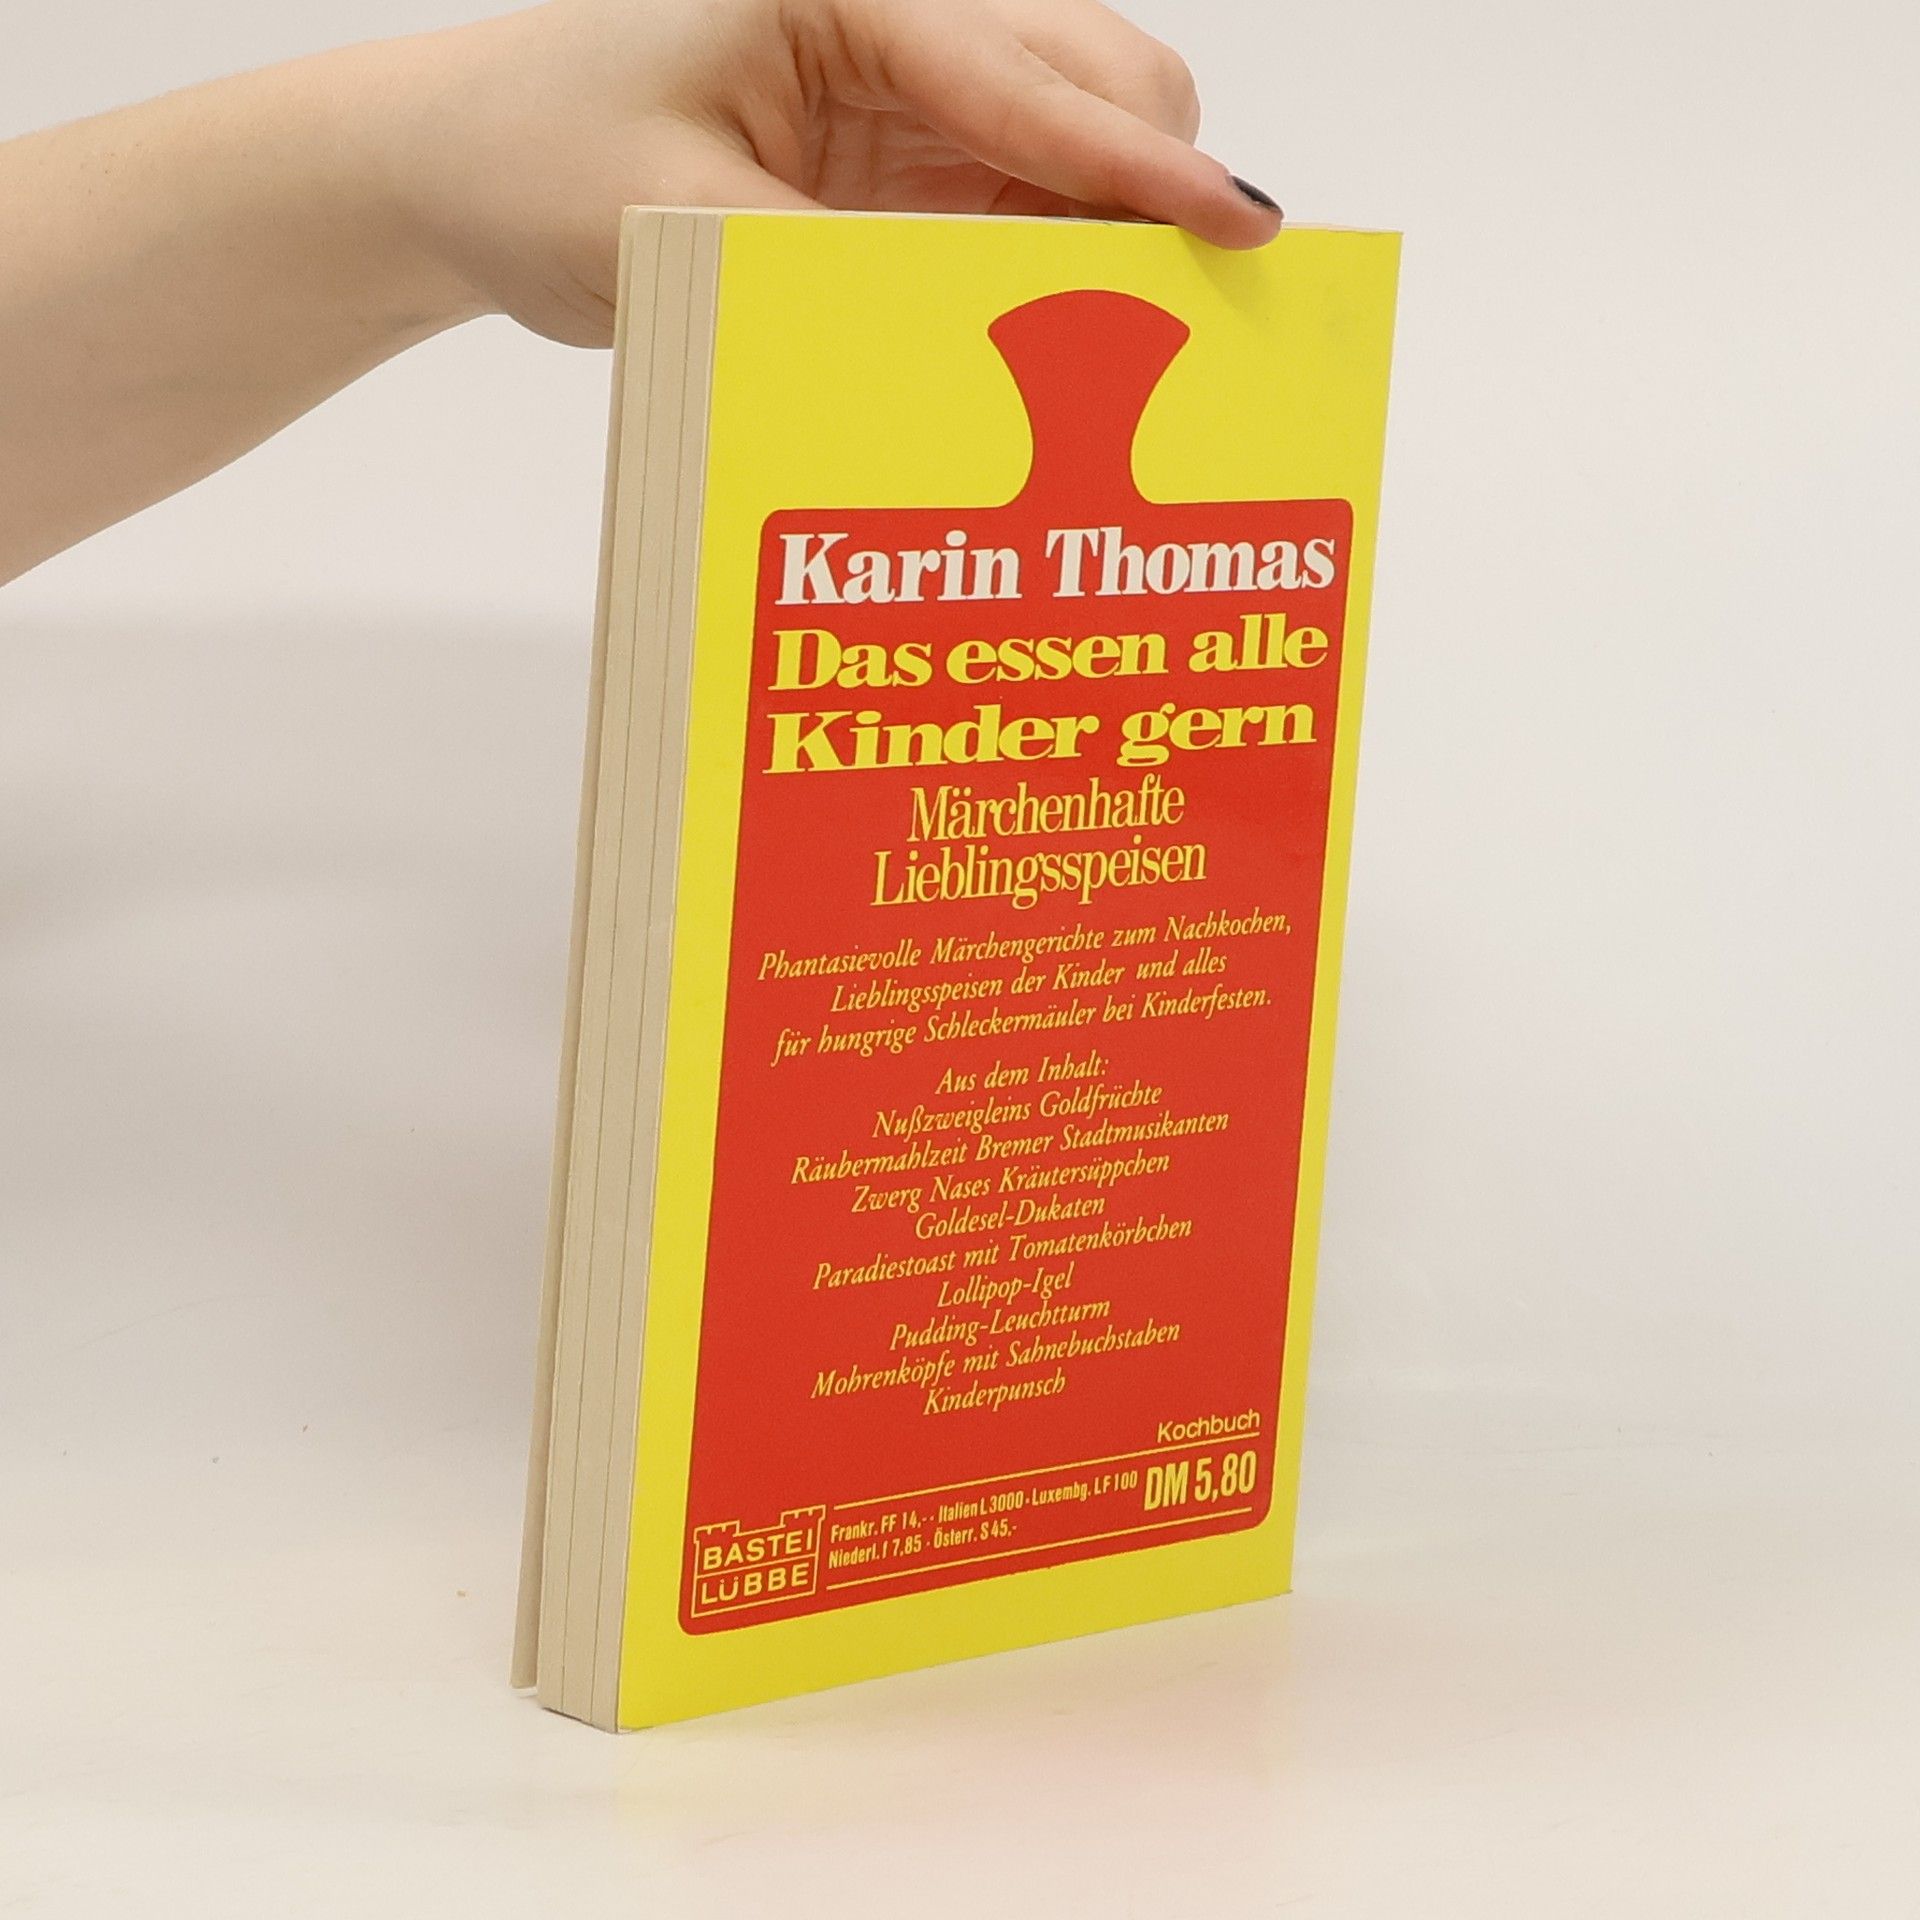 Karin Thomas
Das essen alle
Kinder gern
Märchenhafte
Lieblingsspeisen
Phantasievolle Märchengerichte zum Nachkochen,
Lieblingsspeisen der Kinder und alles
für hungrige Schleckermäuler bei Kinderfesten.
Aus dem Inhalt:
Nußzweigleins Goldfrüchte
Räubermahlzeit Bremer Stadtmusikanten
Zwerg Nases Kräutersüppchen
Goldesel-Dukaten
Paradiestoast mit Tomatenkörbchen
Lollipop-Igel
Pudding-Leuchtturm
Mohrenköpfe mit Sahnebuchstaben
Kinderpunsch
Kochbuch
BASTEI
LÜBBE
Frankr. FF 14,- · Italien L 3000 · Luxembg. LF 100
Niederl. f 7,85 · Österr. S 45,-
DM 5,80